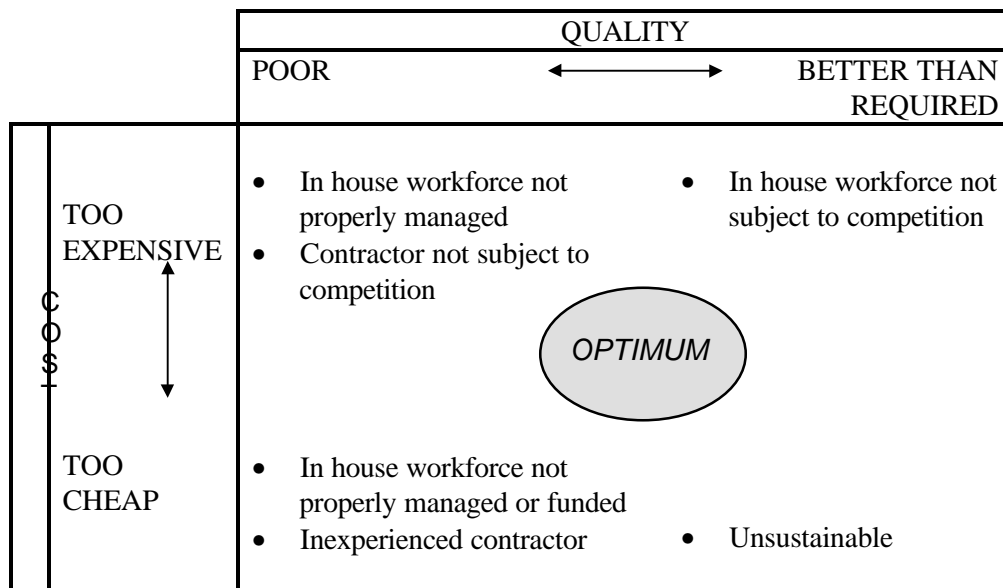 QUALITY
POOR
BETTER THAN
REQUIRED
TOO
EXPENSIVE
COST
• In house workforce not
properly managed
• Contractor not subject to
competition
• In house workforce not
subject to competition
OPTIMUM
TOO
CHEAP
• In house workforce not
properly managed or funded
• Inexperienced contractor
• Unsustainable